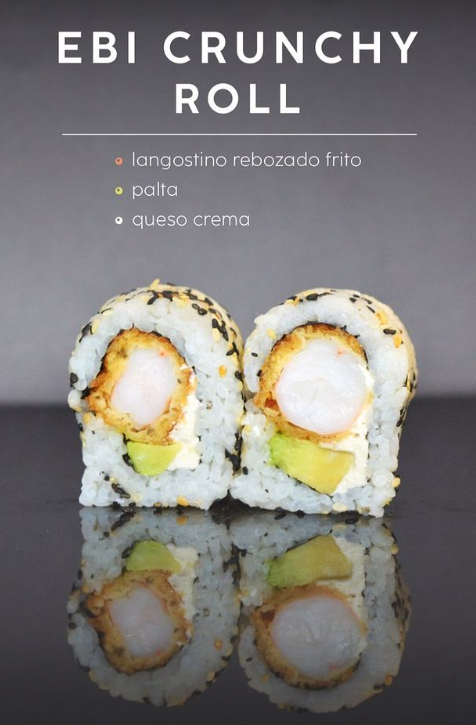 EBI CRUNCHY
ROLL
langostino rebozado frito
palta
queso crema